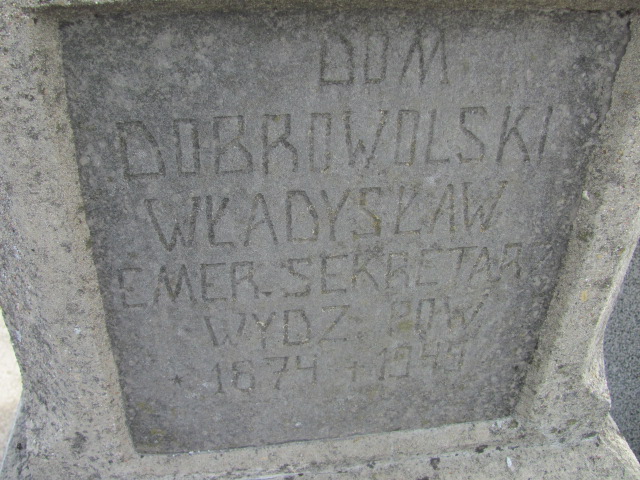 DOM
DOBROWOLSKI
WŁADYSŁAW
EMER. SEKRETAR
WYDZ. POW
* 1874